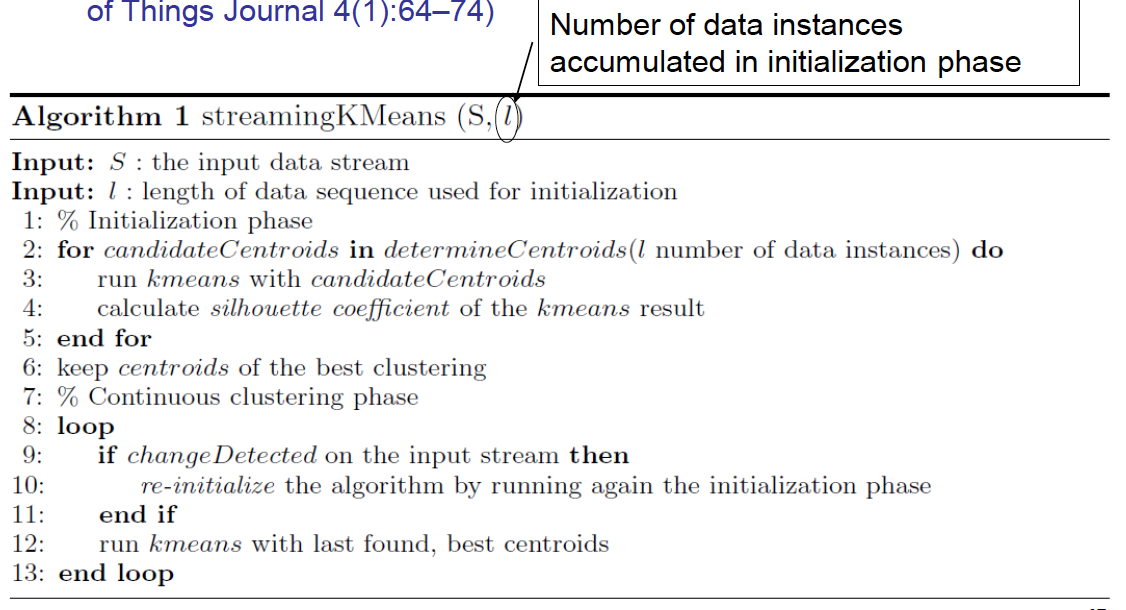 of Things Journal 4(1):64–74)
Number of data instances
accumulated in initialization phase
Algorithm 1 streamingKMeans (S, l)
Input: S : the input data stream
Input: l : length of data sequence used for initialization
1: % Initialization phase
2: for candidateCentroids in determineCentroids(l number of data instances) do
3: run kmeans with candidateCentroids
4: calculate silhouette coefficient of the kmeans result
5: end for
6: keep centroids of the best clustering
7: % Continuous clustering phase
8: loop
9: if changeDetected on the input stream then
10: re-initialize the algorithm by running again the initialization phase
11: end if
12: run kmeans with last found, best centroids
13: end loop